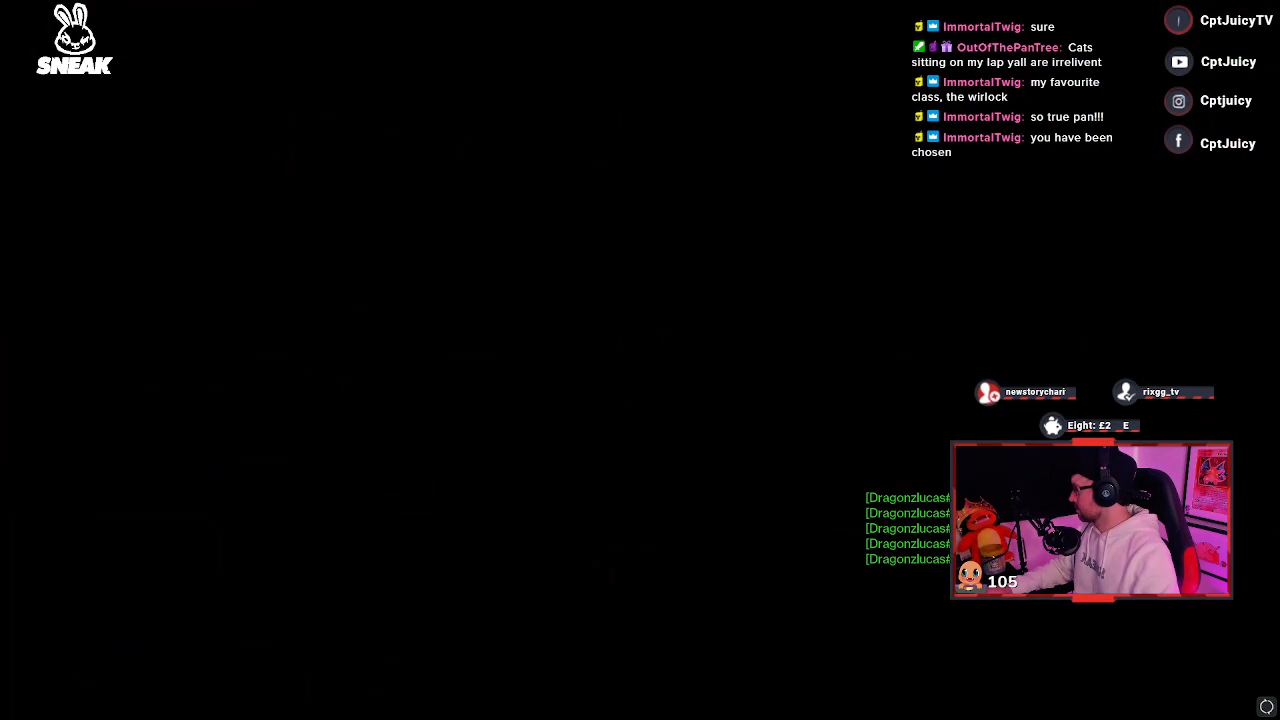 SNEAK
ImmortalTwig: sure
OutOfThePanTree: Cats
sitting on my lap yall are irrelivent
ImmortalTwig: my favourite
class, the wirlock
ImmortalTwig: so true pan!!!
ImmortalTwig: you have been
chosen
CptJuicyTV
CptJuicy
Cptjuicy
CptJuicy
newstorychari
rixgg_tv
Eight: £2 E
[Dragonzlucas#
[Dragonzlucas#
[Dragonzlucas#
[Dragonzlucas#
[Dragonzlucas#
105